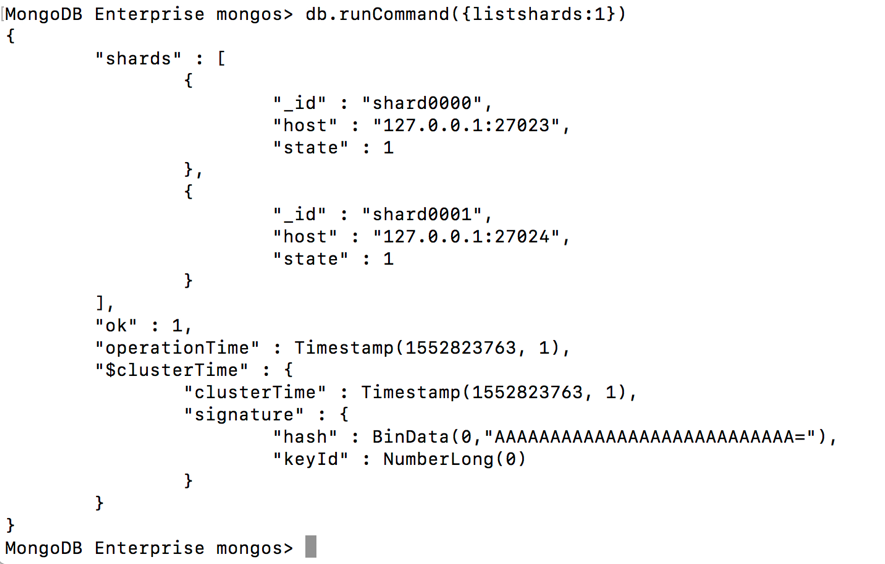 MongoDB Enterprise mongos> db.runCommand({listshards:1})
{
        "shards" : [
                {
                        "_id" : "shard0000",
                        "host" : "127.0.0.1:27023",
                        "state" : 1
                },
                {
                        "_id" : "shard0001",
                        "host" : "127.0.0.1:27024",
                        "state" : 1
                }
        ],
        "ok" : 1,
        "operationTime" : Timestamp(1552823763, 1),
        "$clusterTime" : {
                "clusterTime" : Timestamp(1552823763, 1),
                "signature" : {
                        "hash" : BinData(0,"AAAAAAAAAAAAAAAAAAAAAAAAAAA="),
                        "keyId" : NumberLong(0)
                }
        }
}
MongoDB Enterprise mongos>